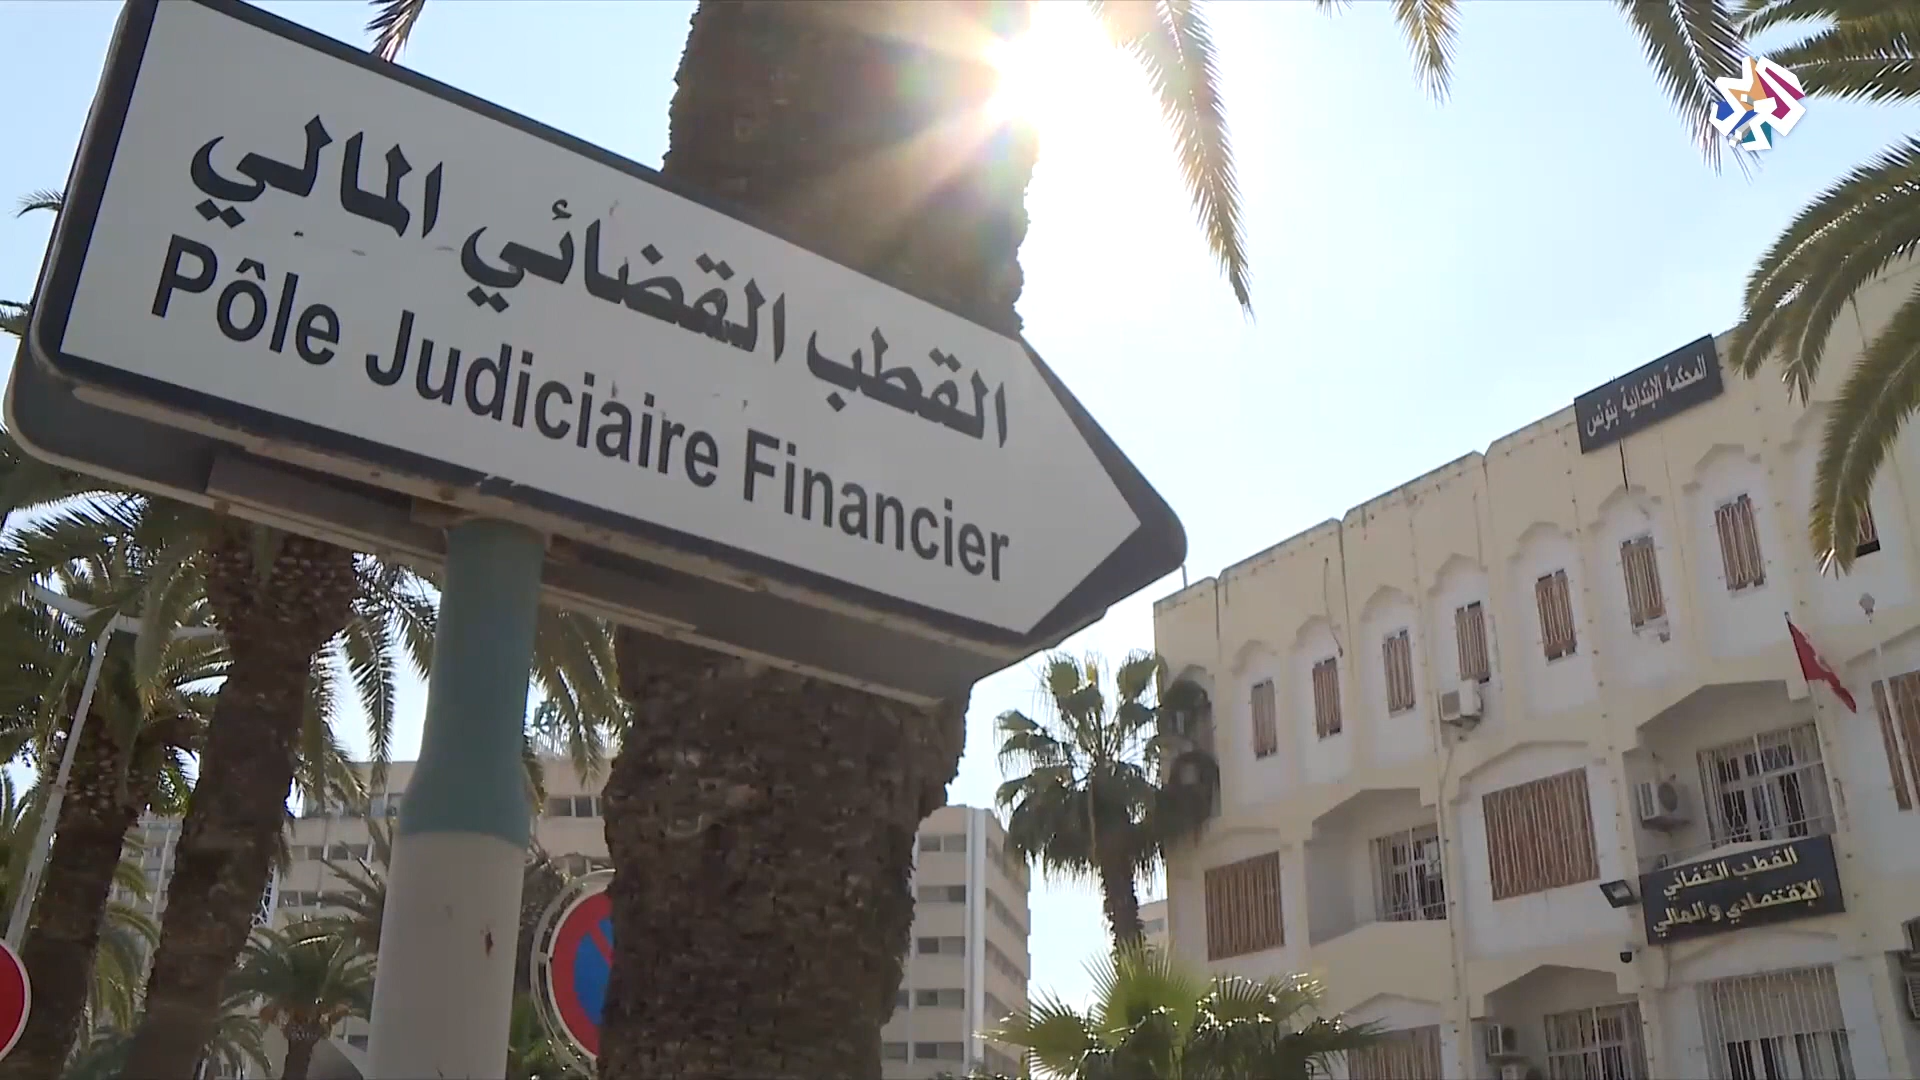 القطب القضائي المالي
Pôle Judiciaire Financier
المحكمة الابتدائية بتونس
القطب القضائي
الاقتصادي والمالي